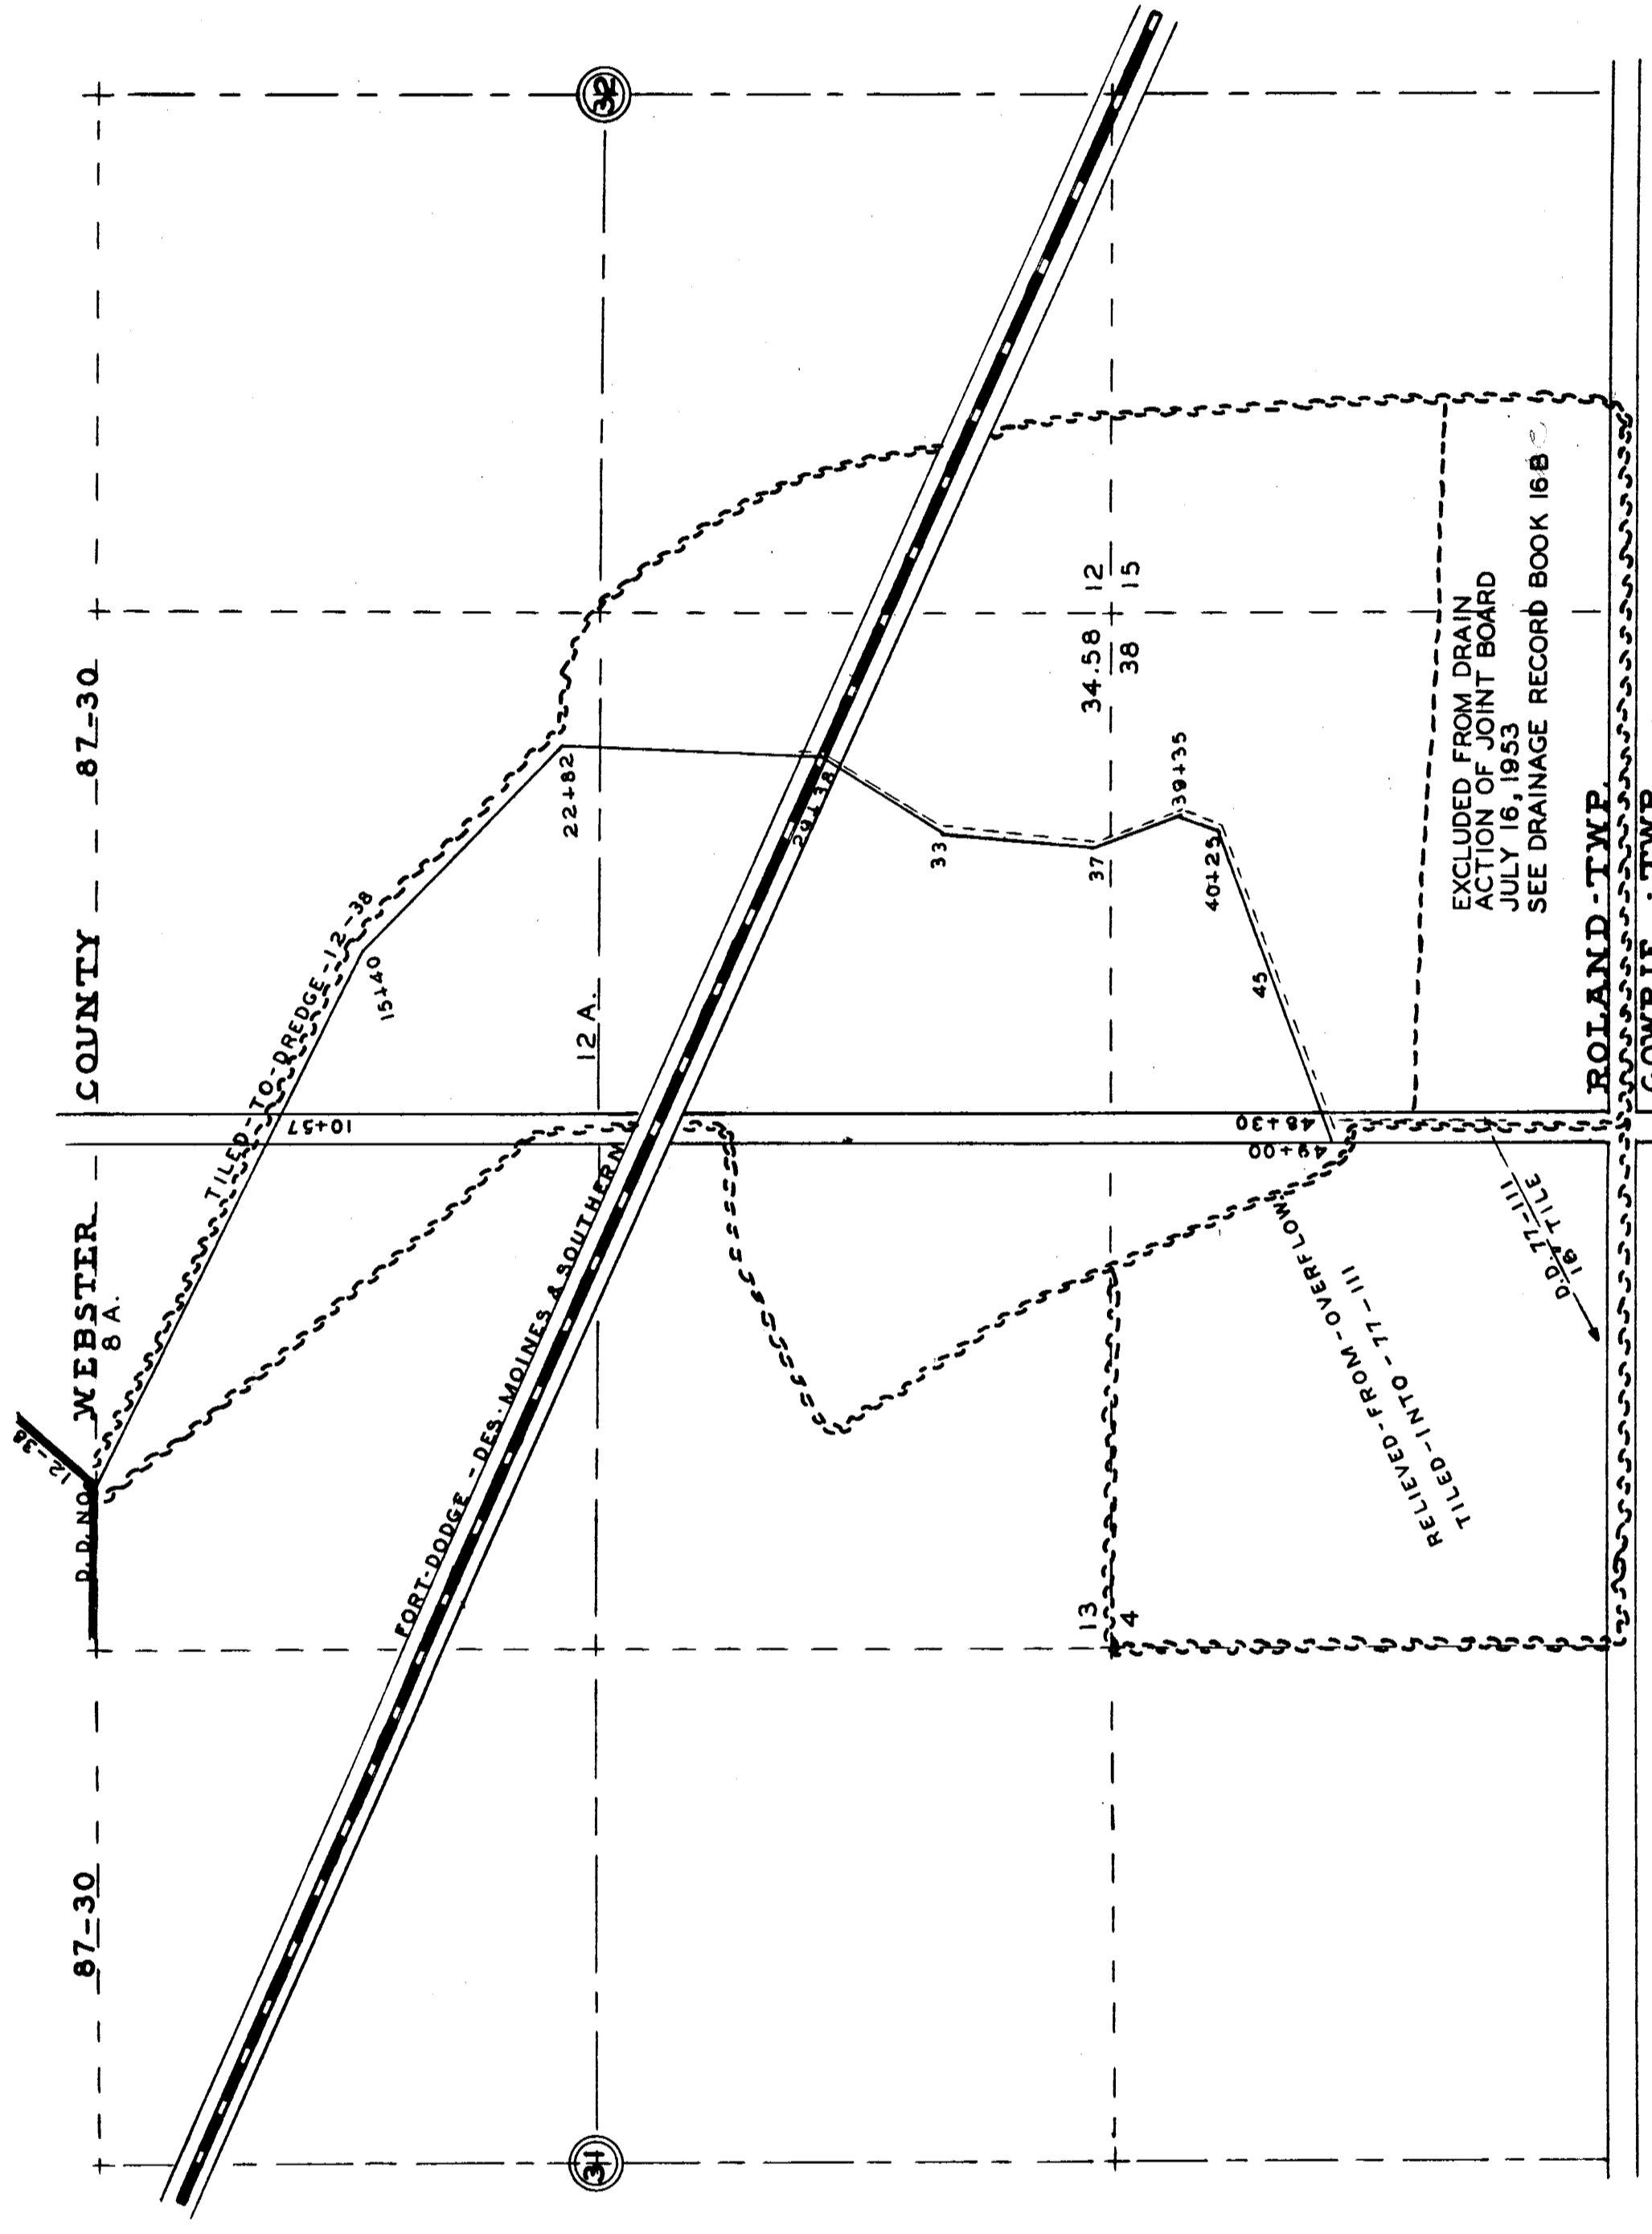 87-30
WEBSTER
COUNTY
87-30
D.D. NO.
12-38
8 A.
TILED-TO-DREDGE-12-38
10+57
15+40
22+82
12 A.
31
32
FORT-DODGE - DES-MOINES & SOUTHERN
29+38
33
37
39+35
40+25
45
48+30
49+00
34.58
38
12
15
13
4
RELIEVED-FROM-OVERFLOW
TILED-INTO-77-111
D.D. 77-111
18" TILE
EXCLUDED FROM DRAIN
ACTION OF JOINT BOARD
JULY 16, 1953
SEE DRAINAGE RECORD BOOK 16B
ROLAND-TWP.